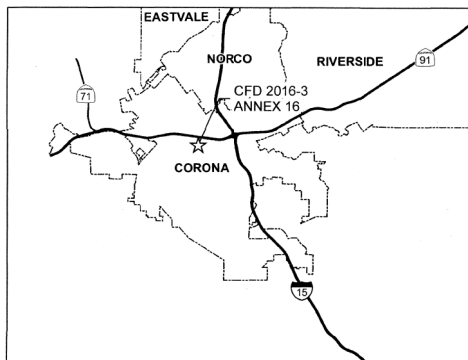 EASTVALE
NORCO
RIVERSIDE
91
71
CFD 2016-3
ANNEX 16
CORONA
15